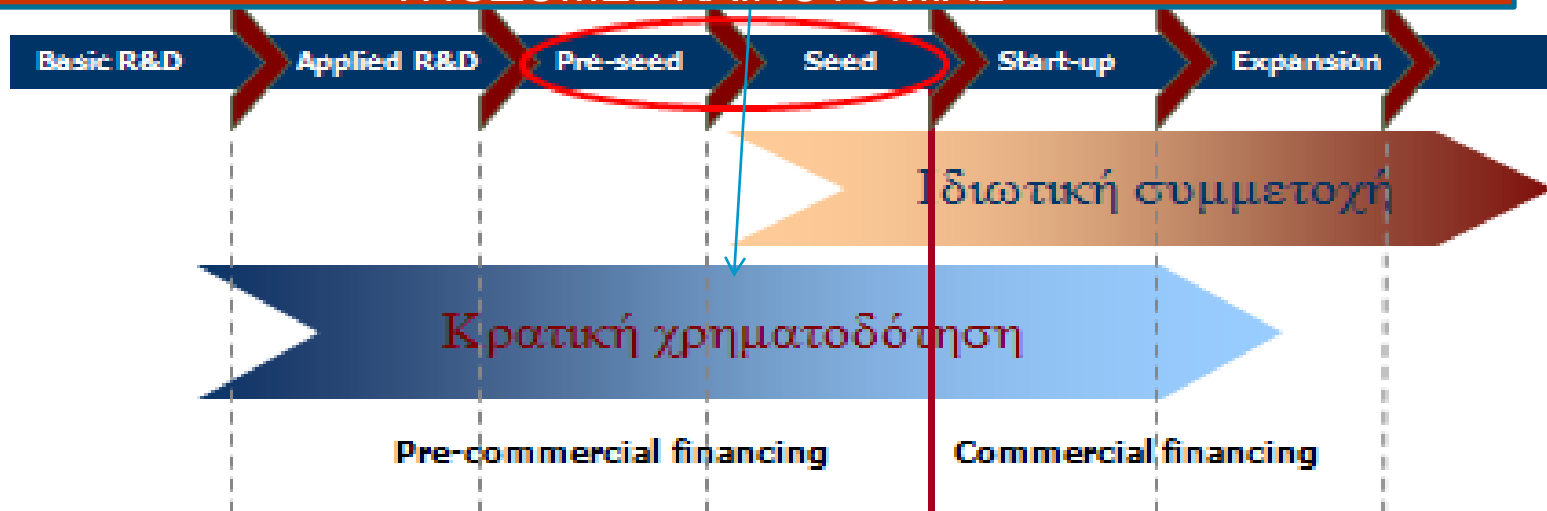 Basic R&D Applied R&D Pre-seed Seed Start-up Expansion
Ιδιωτική συμμετοχή
Κρατική χρηματοδότηση
Pre-commercial financing Commercial financing